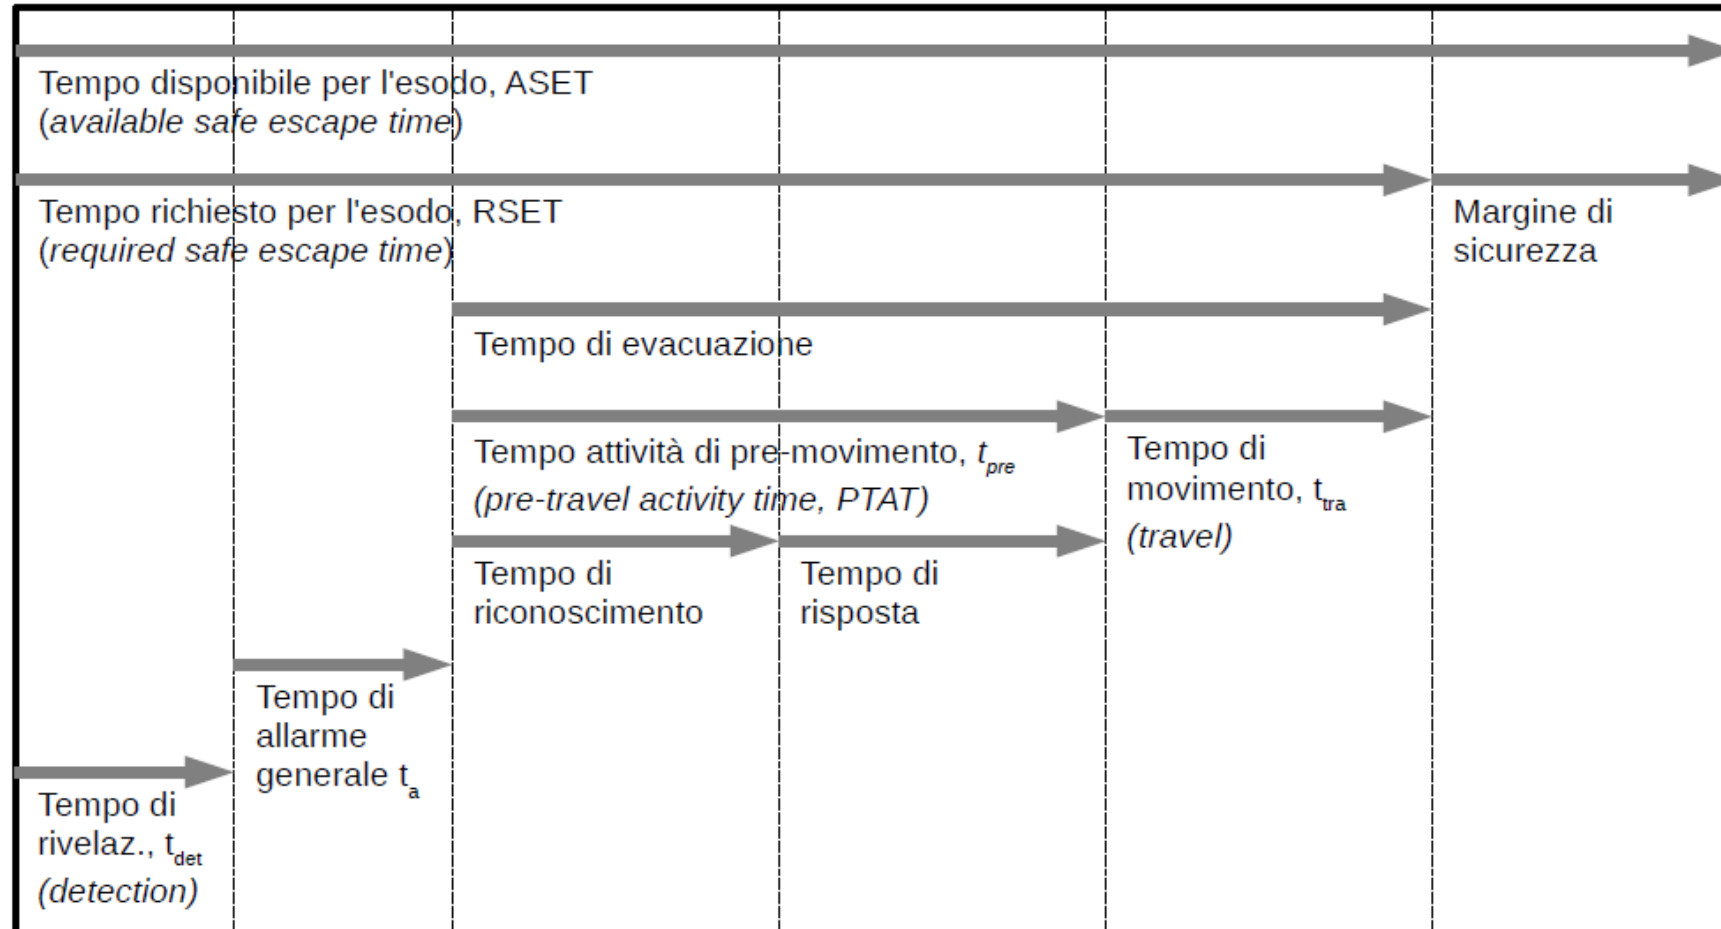 Tempo disponibile per l'esodo, ASET
(available safe escape time)
Tempo richiesto per l'esodo, RSET
(required safe escape time)
Margine di
sicurezza
Tempo di evacuazione
Tempo attività di pre-movimento, tpre
(pre-travel activity time, PTAT)
Tempo di
movimento, ttra
(travel)
Tempo di
riconoscimento
Tempo di
risposta
Tempo di
allarme
generale ta
Tempo di
rivelaz., tdet
(detection)